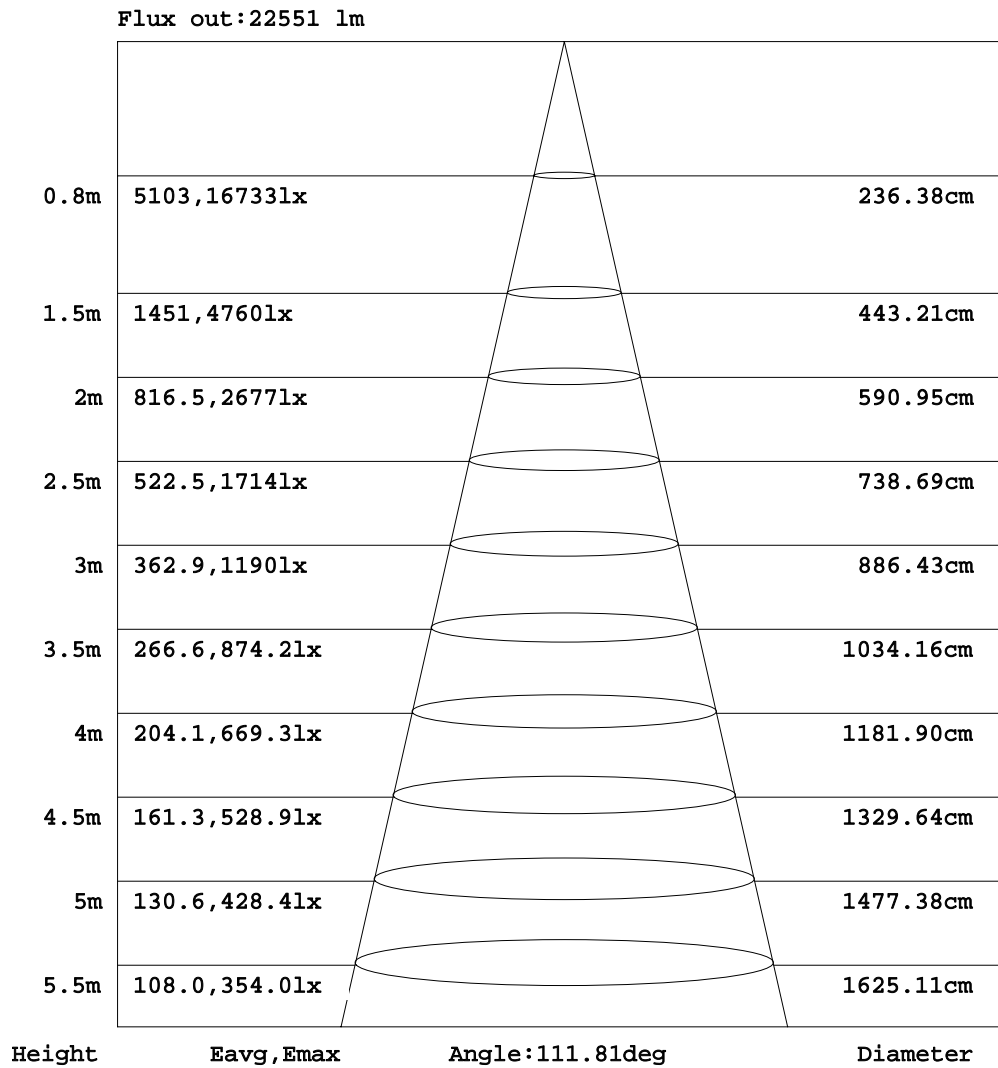 Flux out:22551 lm
0.8m 5103,16733lx 236.38cm
1.5m 1451,4760lx 443.21cm
2m 816.5,2677lx 590.95cm
2.5m 522.5,1714lx 738.69cm
3m 362.9,1190lx 886.43cm
3.5m 266.6,874.2lx 1034.16cm
4m 204.1,669.3lx 1181.90cm
4.5m 161.3,528.9lx 1329.64cm
5m 130.6,428.4lx 1477.38cm
5.5m 108.0,354.0lx 1625.11cm
Height Eavg,Emax Angle:111.81deg Diameter